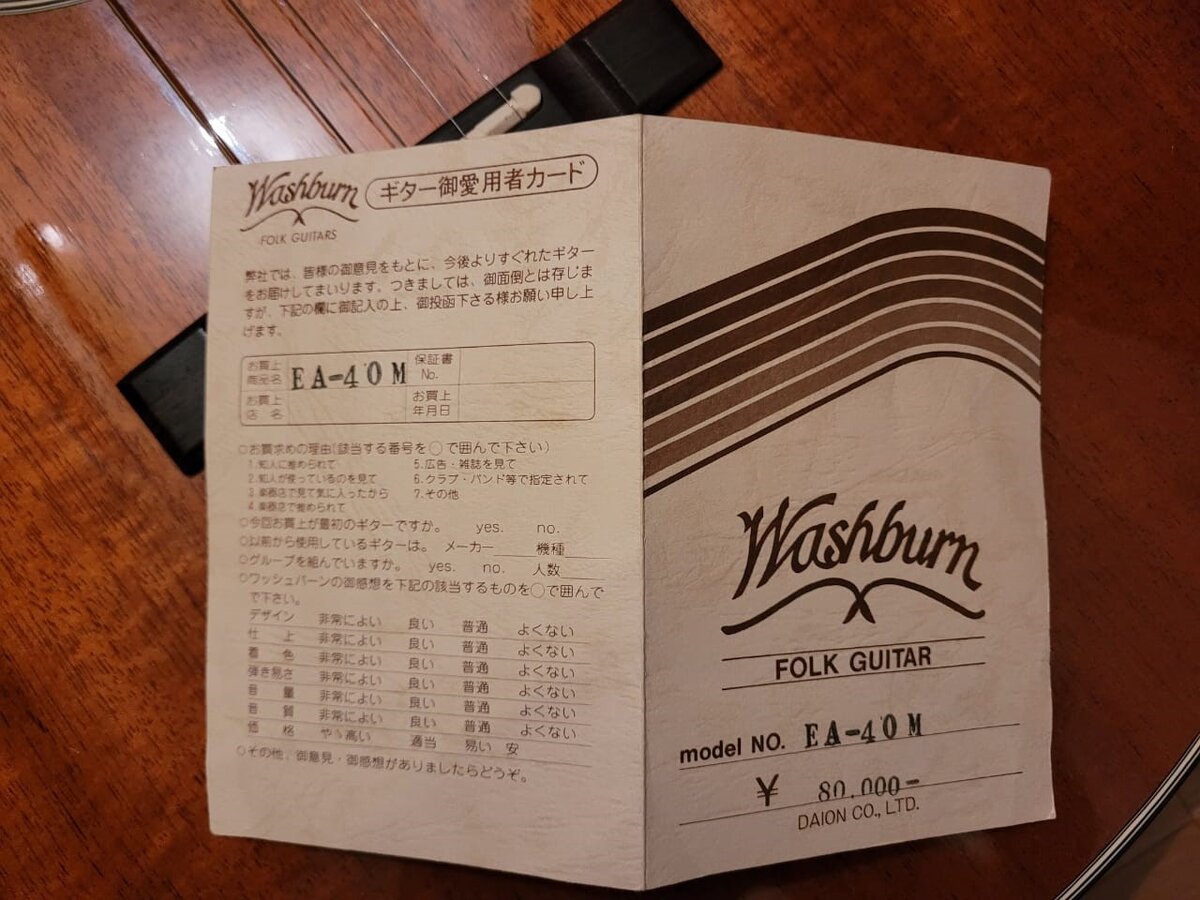 Washburn
FOLK GUITARS
ギター御愛用者カード
弊社では、皆様の御意見をもとに、今後よりすぐれたギター
をお届けしてまいります。つきましては、御面倒とは存じま
すが、下記の欄に御記入の上、御投函下さる様お願い申し上
げます。
お買上
商品名
EA-40M
保証書
No.
お買上
店 名
お買上
年月日
○お買求めの理由(該当する番号を○で囲んで下さい)
1.知人に進められて 5.広告・雑誌を見て
2.知人が使っているのを見て 6.クラブ・バンド等で指定されて
3.楽器店で見て気に入ったから 7.その他
4.楽器店で推められて
○今回お買上が最初のギターですか。 yes. no.
○以前から使用しているギターは。 メーカー 機種
○グループを組んでいますか。 yes. no. 人数
○ワッシュバーンの御感想を下記の該当するものを○で囲んで
で下さい。
デザイン 非常によい 良い 普通 よくない
仕 上 非常によい 良い 普通 よくない
着 色 非常によい 良い 普通 よくない
弾き易さ 非常によい 良い 普通 よくない
音 量 非常によい 良い 普通 よくない
音 質 非常によい 良い 普通 よくない
価 格 やゝ高い 適当 易い 安
○その他、御意見・御感想がありましたらどうぞ。
Washburn
FOLK GUITAR
model NO. EA-40M
¥ 80,000-
DAION CO., LTD.